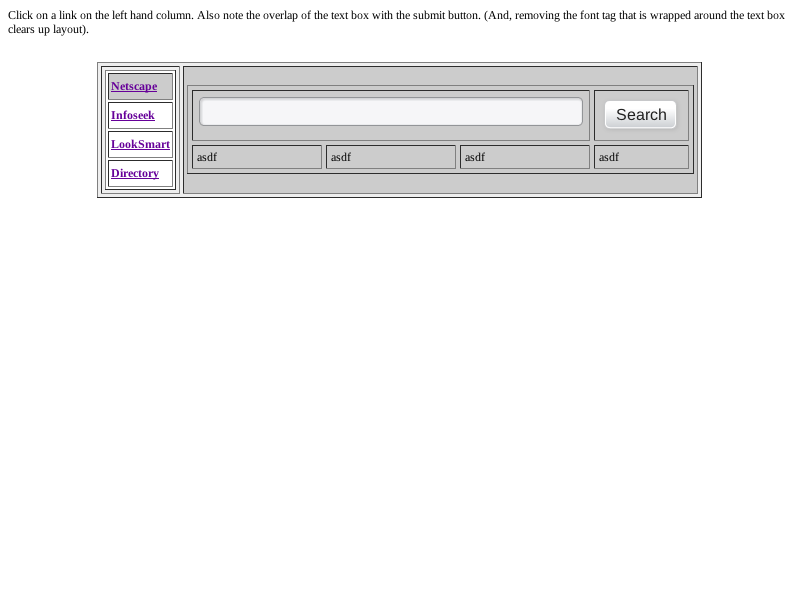 Click on a link on the left hand column. Also note the overlap of the text box with the submit button. (And, removing the font tag that is wrapped around the text box
clears up layout).
Netscape
Infoseek
LookSmart
Directory
Search
asdf asdf asdf asdf